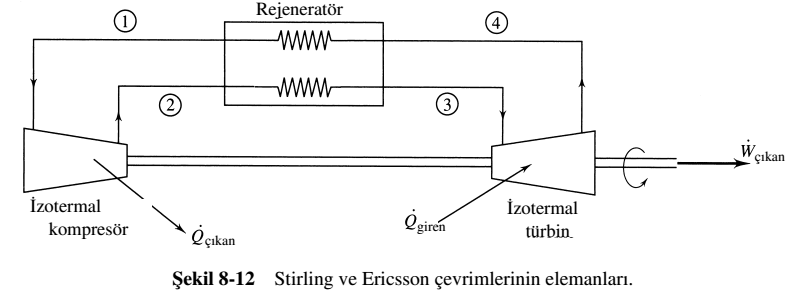 Rejeneratör
1
4
2
3
Ẇçıkan
İzotermal
kompresör
Q̇çıkan
Q̇giren
İzotermal
türbin
Şekil 8-12 Stirling ve Ericsson çevrimlerinin elemanları.